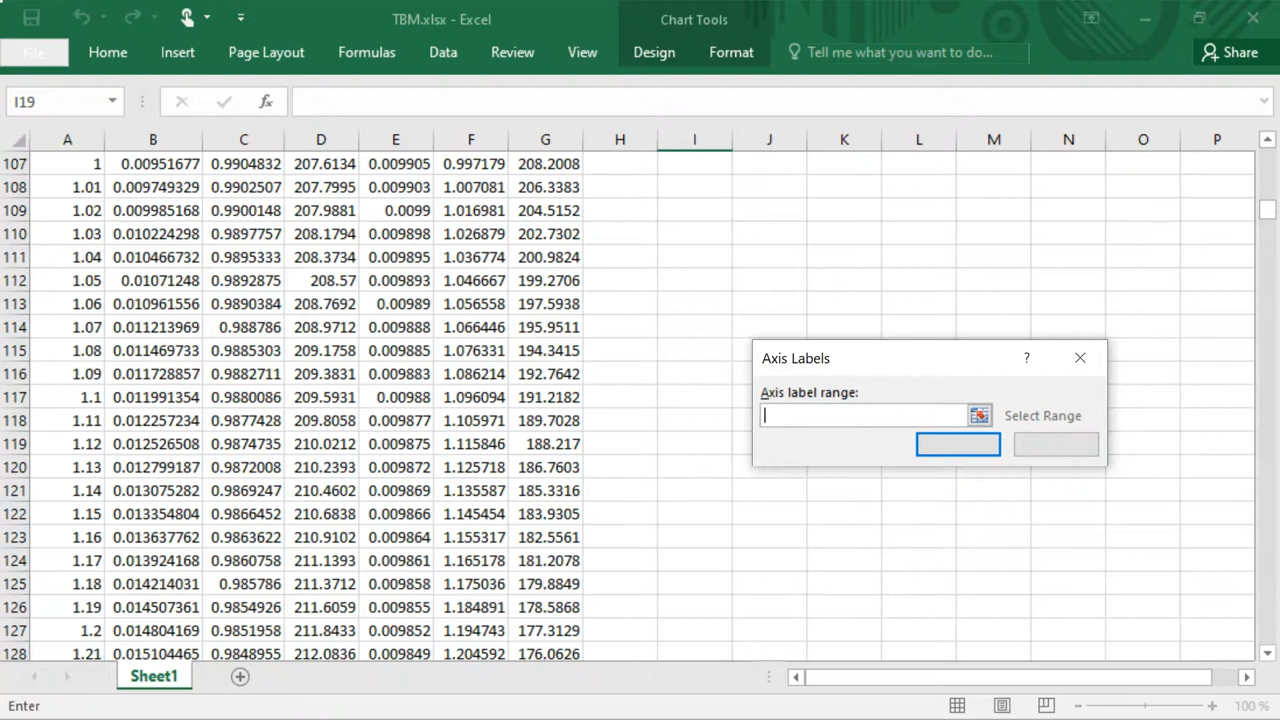 TBM.xlsx - Excel
Chart Tools
File
Home
Insert
Page Layout
Formulas
Data
Review
View
Design
Format
Tell me what you want to do...
Share
I19
fx
A B C D E F G H I J K L M N O P
107 1 0.00951677 0.9904832 207.6134 0.009905 0.997179 208.2008
108 1.01 0.009749329 0.9902507 207.7995 0.009903 1.007081 206.3383
109 1.02 0.009985168 0.9900148 207.9881 0.0099 1.016981 204.5152
110 1.03 0.010224298 0.9897757 208.1794 0.009898 1.026879 202.7302
111 1.04 0.010466732 0.9895333 208.3734 0.009895 1.036774 200.9824
112 1.05 0.01071248 0.9892875 208.57 0.009893 1.046667 199.2706
113 1.06 0.010961556 0.9890384 208.7692 0.00989 1.056558 197.5938
114 1.07 0.011213969 0.988786 208.9712 0.009888 1.066446 195.9511
115 1.08 0.011469733 0.9885303 209.1758 0.009885 1.076331 194.3415
116 1.09 0.011728857 0.9882711 209.3831 0.009883 1.086214 192.7642
117 1.1 0.011991354 0.9880086 209.5931 0.00988 1.096094 191.2182
118 1.11 0.012257234 0.9877428 209.8058 0.009877 1.105971 189.7028
119 1.12 0.012526508 0.9874735 210.0212 0.009875 1.115846 188.217
120 1.13 0.012799187 0.9872008 210.2393 0.009872 1.125718 186.7603
121 1.14 0.013075282 0.9869247 210.4602 0.009869 1.135587 185.3316
122 1.15 0.013354804 0.9866452 210.6838 0.009866 1.145454 183.9305
123 1.16 0.013637762 0.9863622 210.9102 0.009864 1.155317 182.5561
124 1.17 0.013924168 0.9860758 211.1393 0.009861 1.165178 181.2078
125 1.18 0.014214031 0.985786 211.3712 0.009858 1.175036 179.8849
126 1.19 0.014507361 0.9854926 211.6059 0.009855 1.184891 178.5868
127 1.2 0.014804169 0.9851958 211.8433 0.009852 1.194743 177.3129
128 1.21 0.015104465 0.9848955 212.0836 0.009849 1.204592 176.0626
Axis Labels
?
Axis label range:
Select Range
Sheet1
Enter
100 %